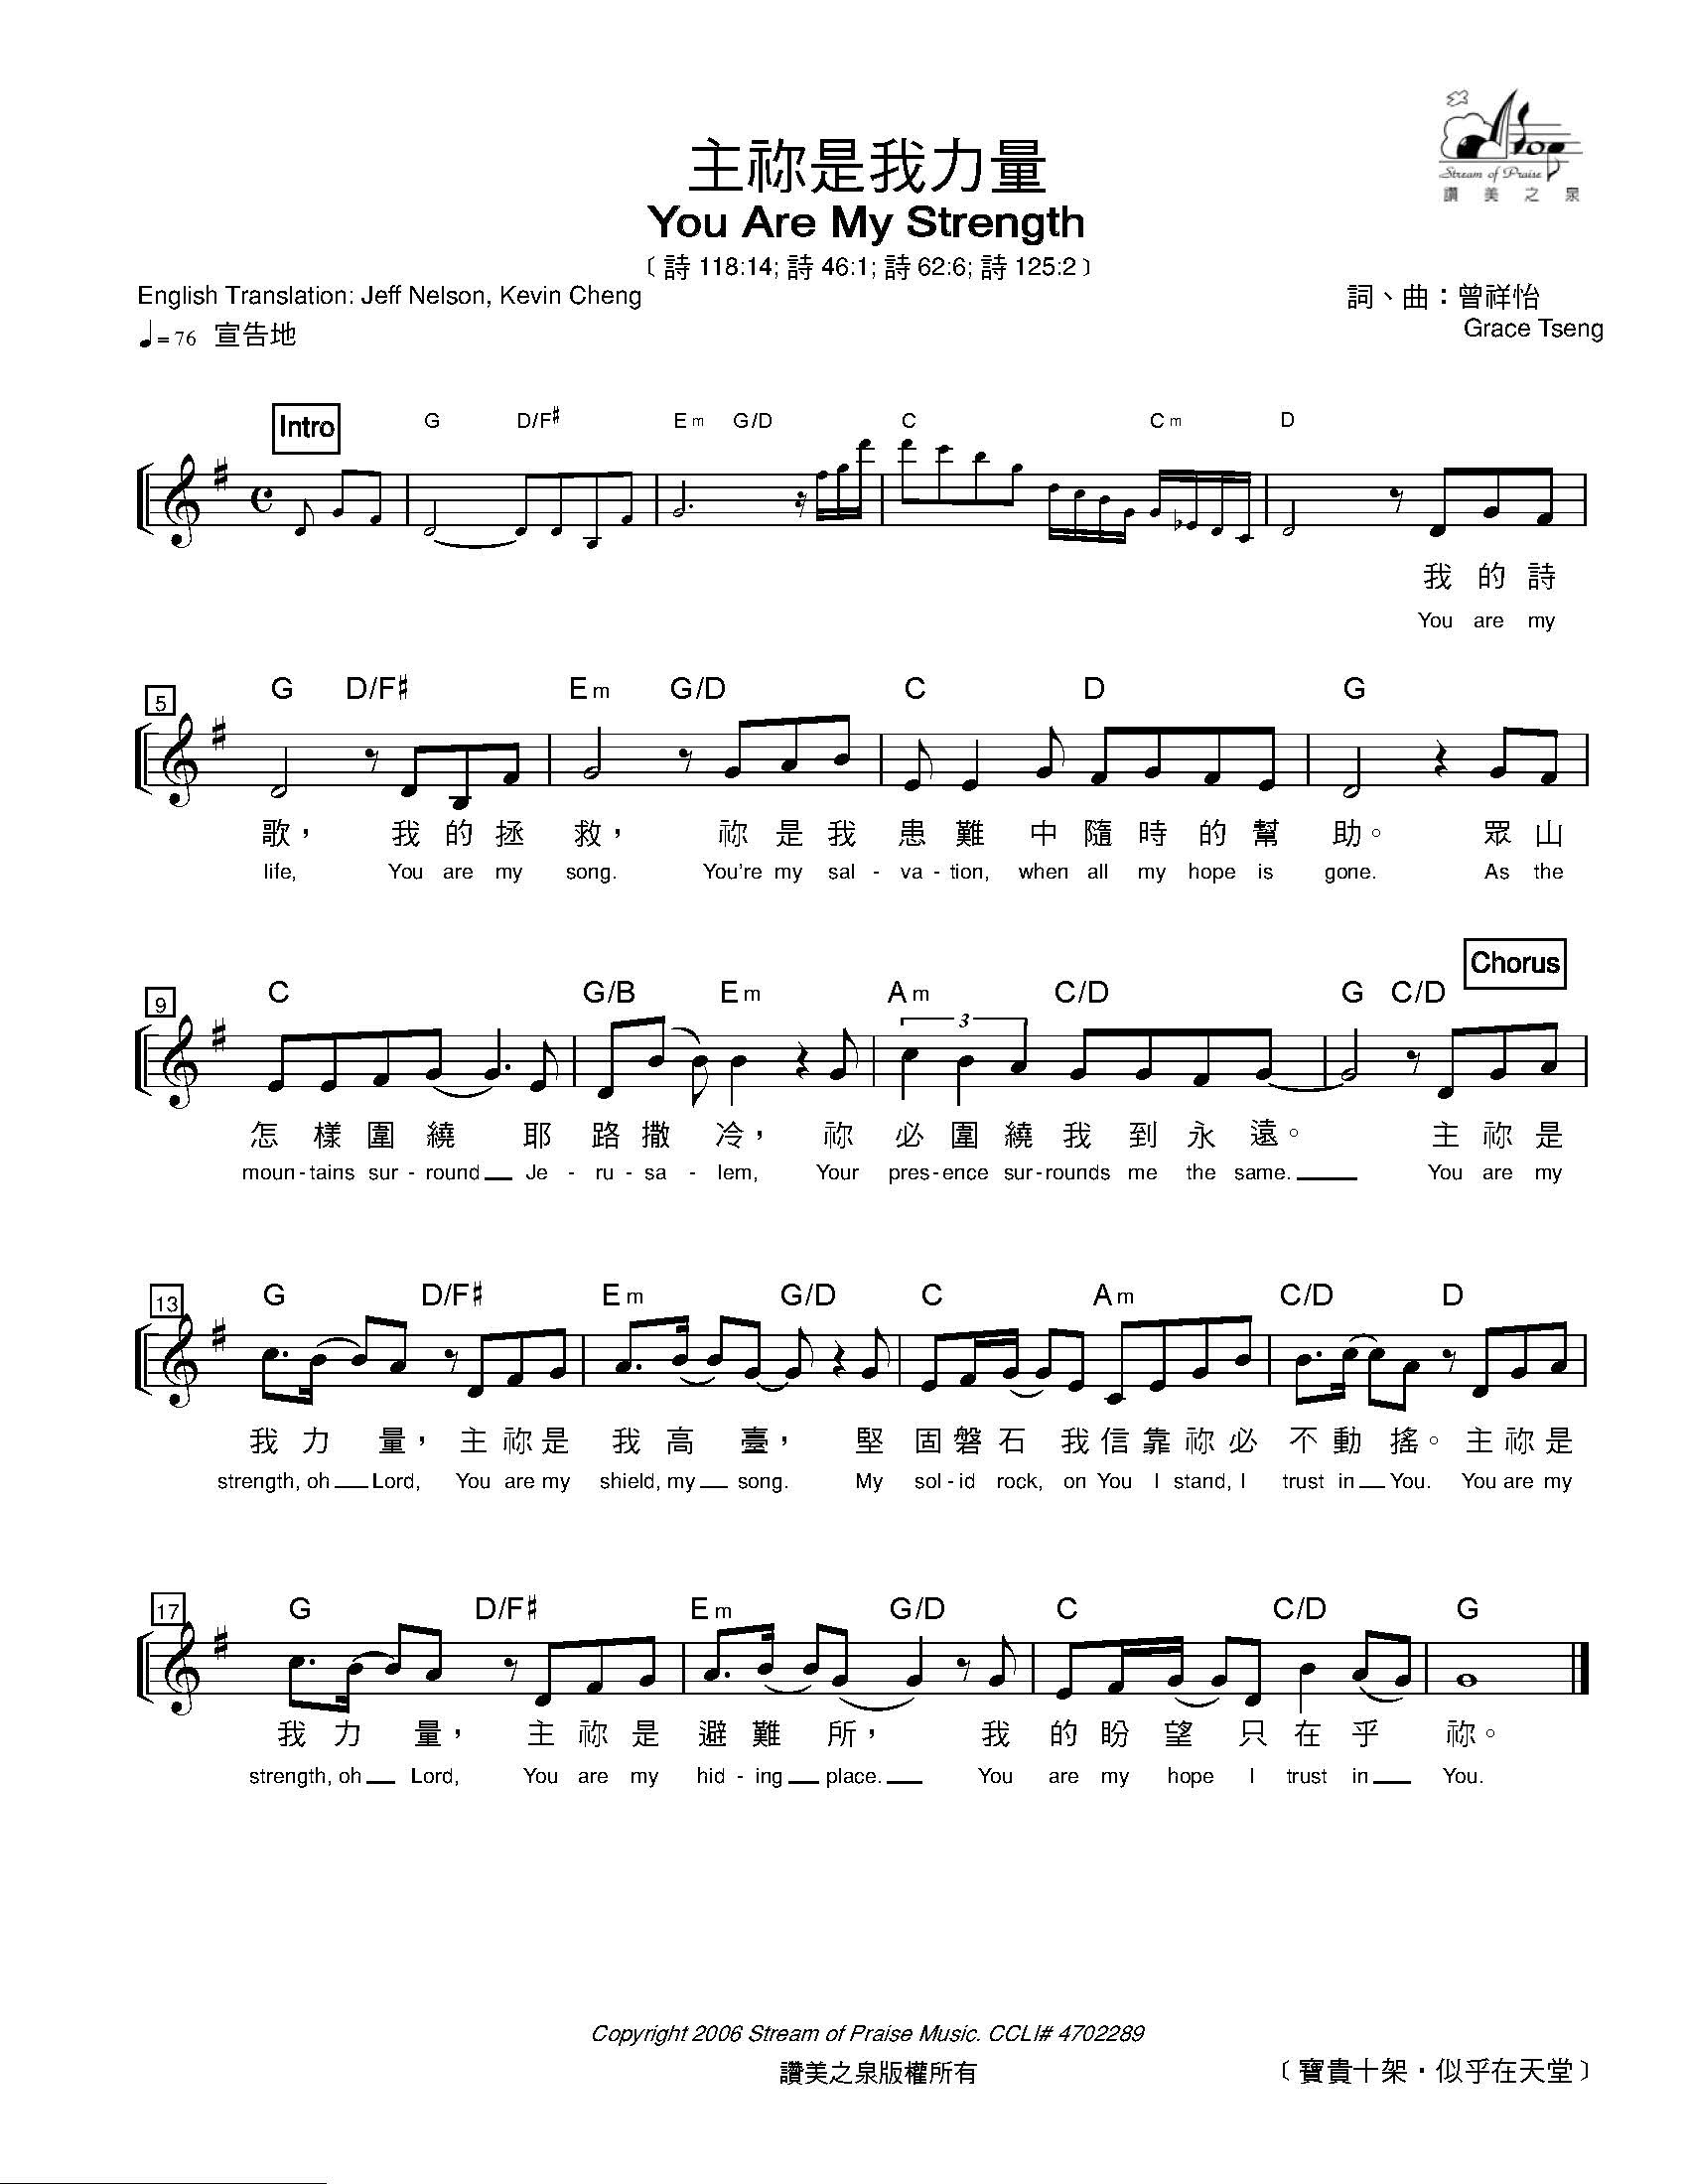 Stream of Praise
讚 美 之 泉
主祢是我力量
You Are My Strength
﹝詩 118:14; 詩 46:1; 詩 62:6; 詩 125:2﹞
English Translation: Jeff Nelson, Kevin Cheng
詞、曲：曾祥怡
Grace Tseng
♩= 76 宣告地
Intro
G D/F# Em G/D C Cm D
我 的 詩
You are my
5
G D/F# Em G/D C D G
歌， 我 的 拯 救， 祢 是 我 患 難 中 隨 時 的 幫 助。 眾 山
life, You are my song. You're my sal - va - tion, when all my hope is gone. As the
Chorus
9
C G/B Em Am C/D G C/D
3
怎 樣 圍 繞 耶 路 撒 冷， 祢 必 圍 繞 我 到 永 遠。 主 祢 是
moun - tains sur - round Je - ru - sa - lem, Your pres - ence sur - rounds me the same. You are my
13
G D/F# Em G/D C Am C/D D
我 力 量， 主 祢 是 我 高 臺， 堅 固 磐 石 我 信 靠 祢 必 不 動 搖。 主 祢 是
strength, oh Lord, You are my shield, my song. My sol - id rock, on You I stand, I trust in You. You are my
17
G D/F# Em G/D C C/D G
我 力 量， 主 祢 是 避 難 所， 我 的 盼 望 只 在 乎 祢。
strength, oh Lord, You are my hid - ing place. You are my hope I trust in You.
Copyright 2006 Stream of Praise Music. CCLI# 4702289
讚美之泉版權所有
﹝寶貴十架·似乎在天堂﹞